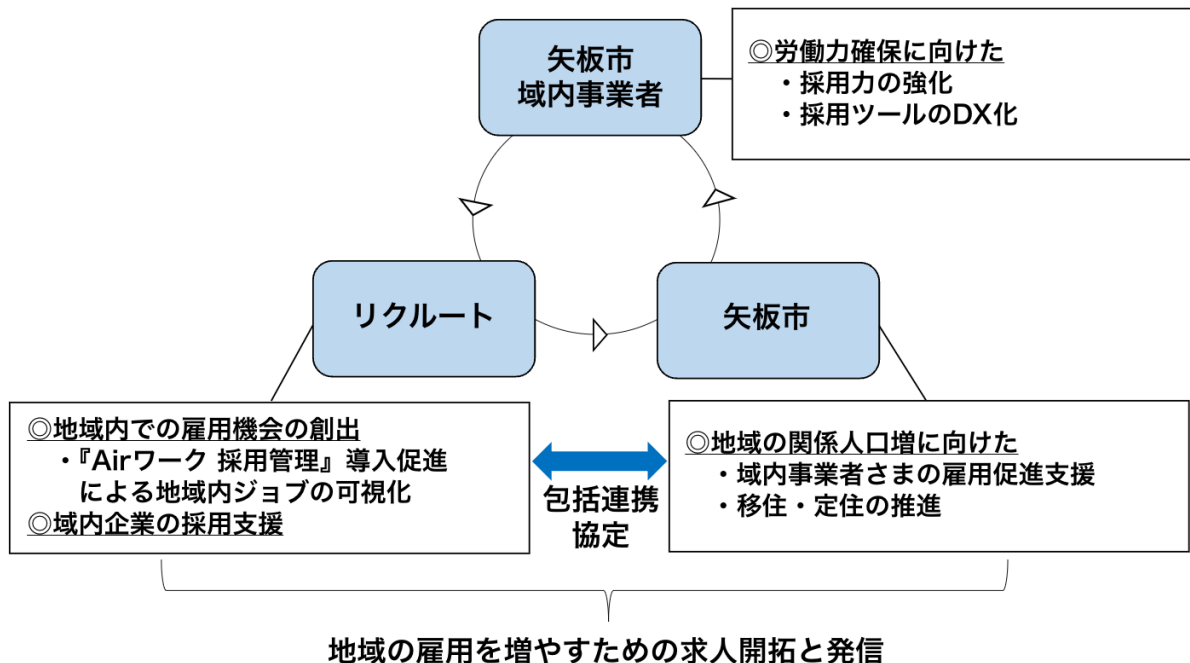 矢板市
域内事業者
◎労働力確保に向けた
・採用力の強化
・採用ツールのDX化
リクルート
矢板市
◎地域内での雇用機会の創出
・『Airワーク 採用管理』導入促進
による地域内ジョブの可視化
◎域内企業の採用支援
包括連携
協定
◎地域の関係人口増に向けた
・域内事業者さまの雇用促進支援
・移住・定住の推進
地域の雇用を増やすための求人開拓と発信